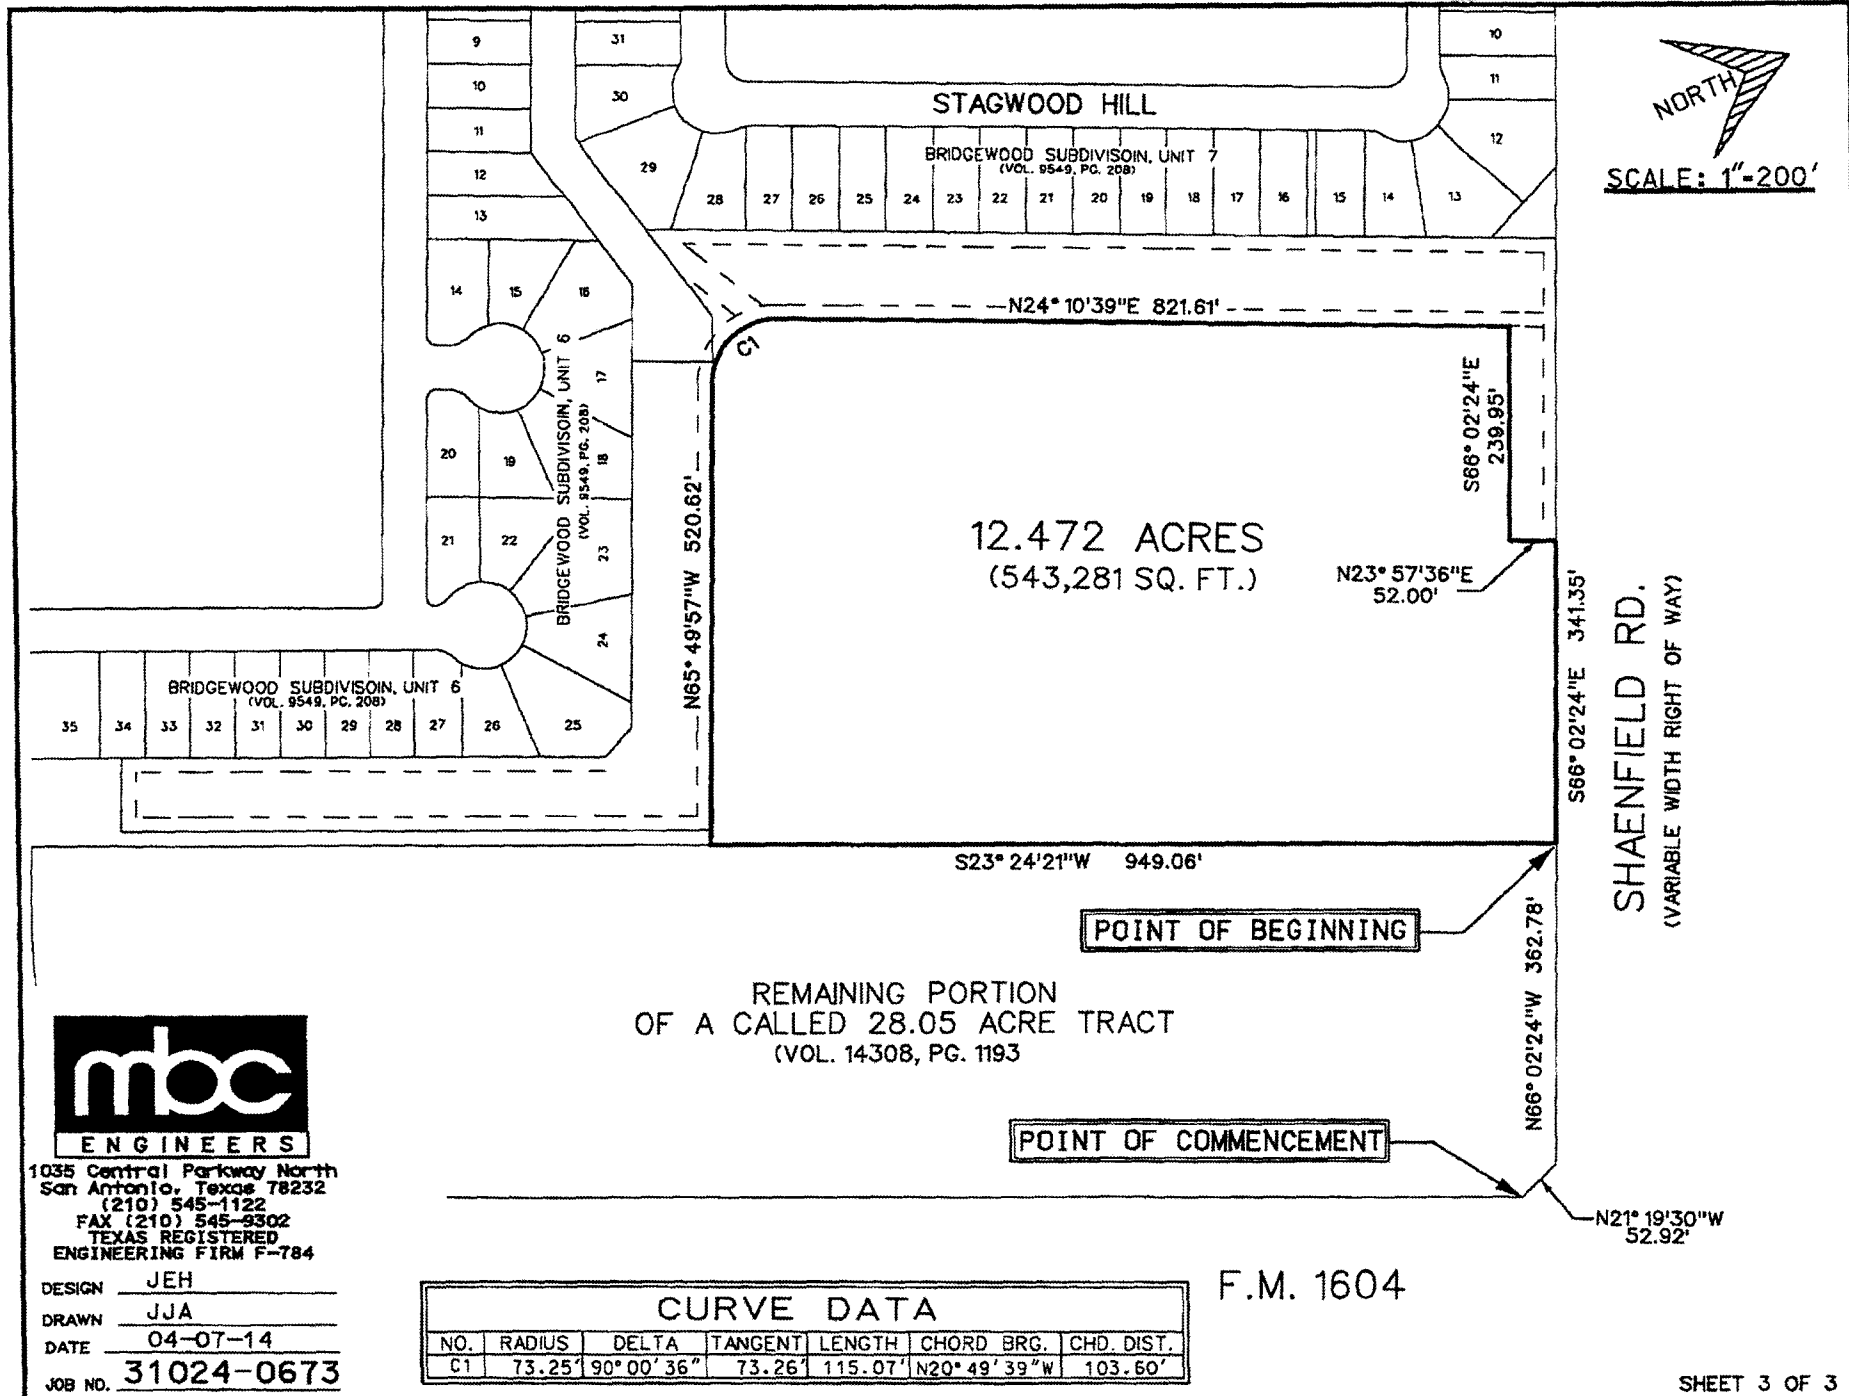 9
10
11
12
13
31
30
29
STAGWOOD HILL
BRIDGEWOOD SUBDIVISOIN, UNIT 7
(VOL. 9549, PG. 208)
28 27 26 25 24 23 22 21 20 19 18 17 16 15 14 13
10
11
12
NORTH
SCALE: 1"-200'
14 15 16
17
18
20 19
21 22
23
24
BRIDGEWOOD SUBDIVISOIN, UNIT 6
(VOL. 9549, PG. 208)
N24° 10'39"E 821.61'
C1
S66° 02'24"E
239.95'
N65° 49'57"W 520.62'
12.472 ACRES
(543,281 SQ. FT.)
N23° 57'36"E
52.00'
S66° 02'24"E 341.35'
SHAENFIELD RD.
(VARIABLE WIDTH RIGHT OF WAY)
BRIDGEWOOD SUBDIVISOIN, UNIT 6
(VOL. 9549, PG. 208)
35 34 33 32 31 30 29 28 27 26 25
S23° 24'21"W 949.06'
POINT OF BEGINNING
N66° 02'24"W 362.78'
REMAINING PORTION
OF A CALLED 28.05 ACRE TRACT
(VOL. 14308, PG. 1193
POINT OF COMMENCEMENT
N21° 19'30"W
52.92'
F.M. 1604
mbc
ENGINEERS
1035 Central Parkway North
San Antonio, Texas 78232
(210) 545-1122
FAX (210) 545-9302
TEXAS REGISTERED
ENGINEERING FIRM F-784
DESIGN JEH
DRAWN JJA
DATE 04-07-14
JOB NO. 31024-0673
CURVE DATA
NO. RADIUS DELTA TANGENT LENGTH CHORD BRG. CHD. DIST.
C1 73.25' 90°00'36" 73.26' 115.07' N20°49'39"W 103.60'
SHEET 3 OF 3